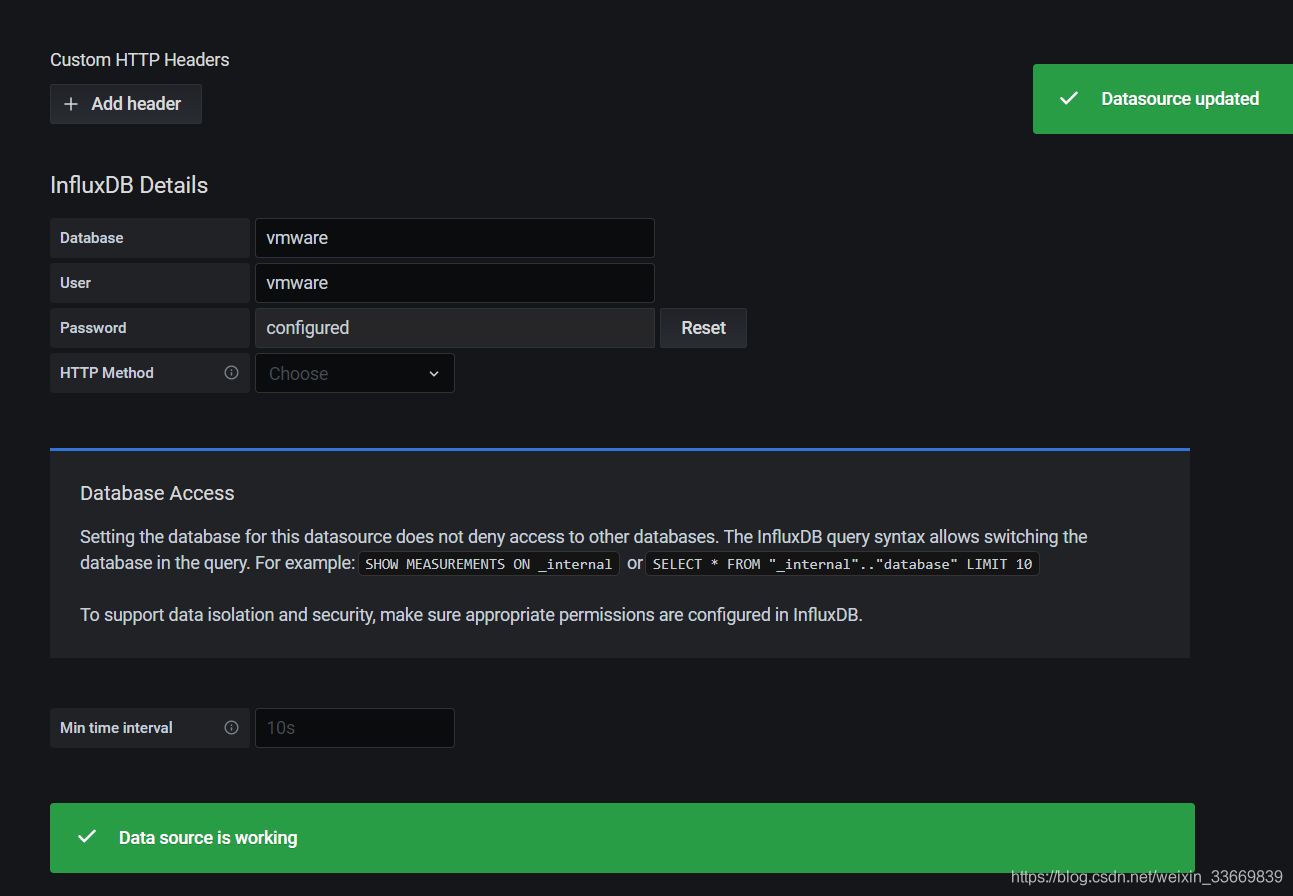 Custom HTTP Headers
Add header
Datasource updated
InfluxDB Details
Database vmware
User vmware
Password configured Reset
HTTP Method Choose
Database Access
Setting the database for this datasource does not deny access to other databases. The InfluxDB query syntax allows switching the
database in the query. For example: SHOW MEASUREMENTS ON _internal or SELECT * FROM "_internal".."database" LIMIT 10
To support data isolation and security, make sure appropriate permissions are configured in InfluxDB.
Min time interval 10s
Data source is working
https://blog.csdn.net/weixin_33669839